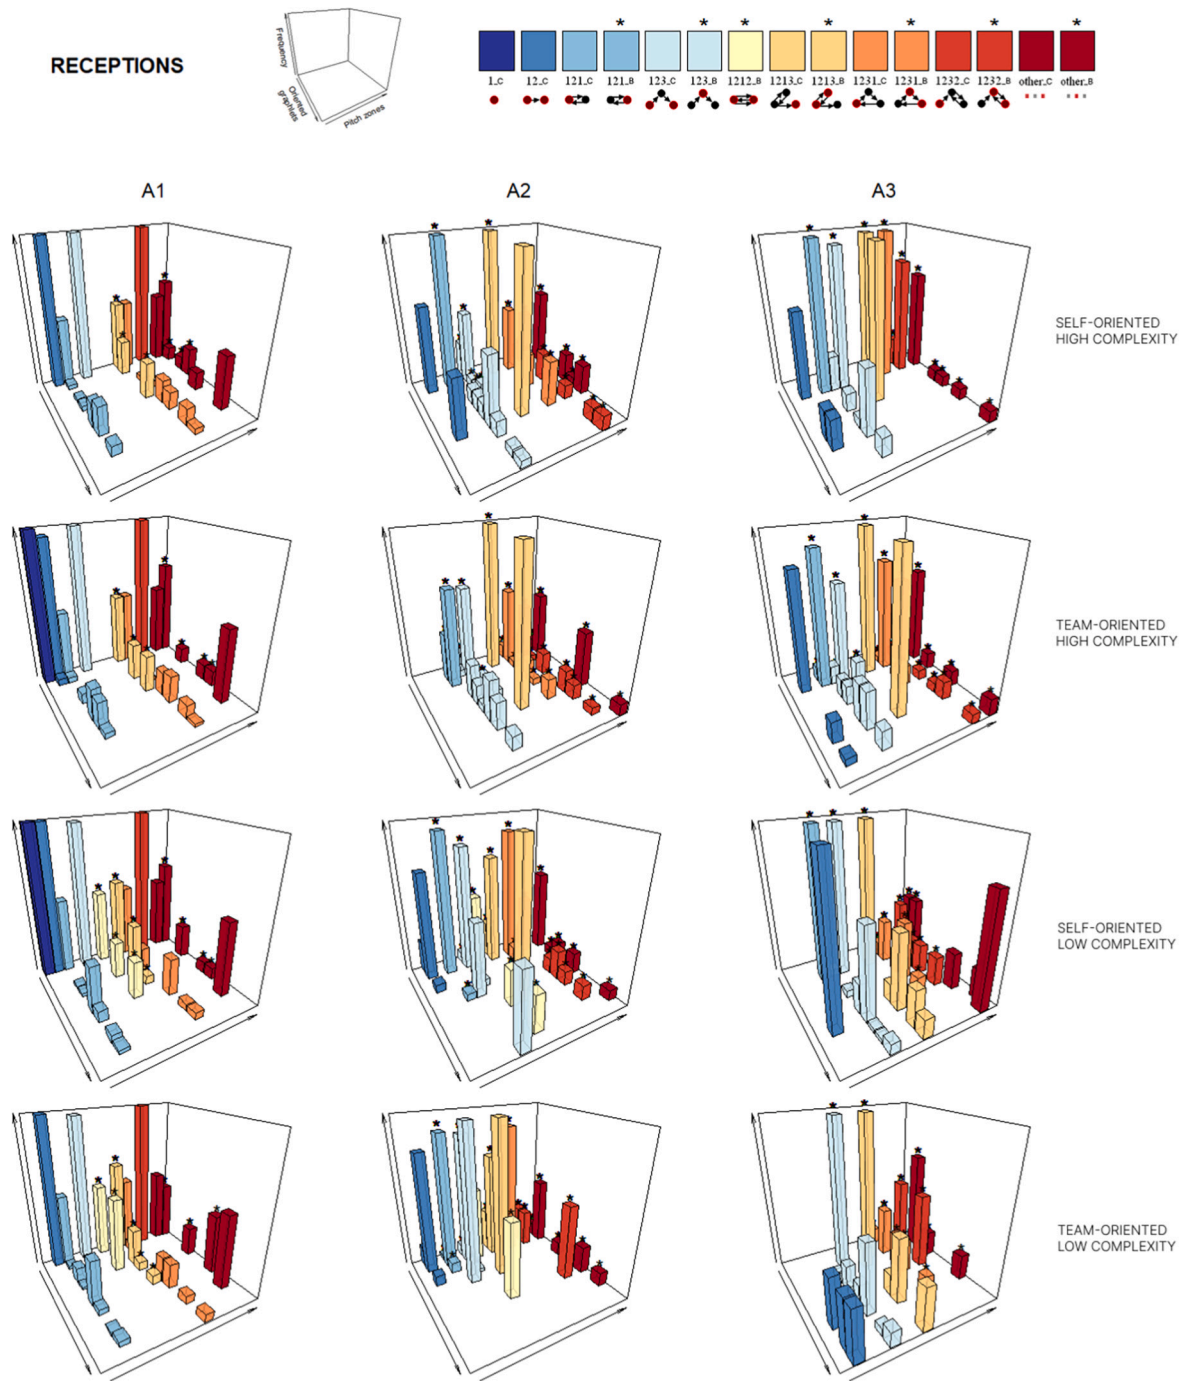 RECEPTIONS
Frequency
Oriented
graphlets
Pitch zones
* * * * * * *
1_C 12_C 121_C 121_B 123_C 123_B 1212_B 1213_C 1213_B 1231_C 1231_B 1232_C 1232_B other_C other_B
A1 A2 A3
SELF-ORIENTED
HIGH COMPLEXITY
TEAM-ORIENTED
HIGH COMPLEXITY
SELF-ORIENTED
LOW COMPLEXITY
TEAM-ORIENTED
LOW COMPLEXITY